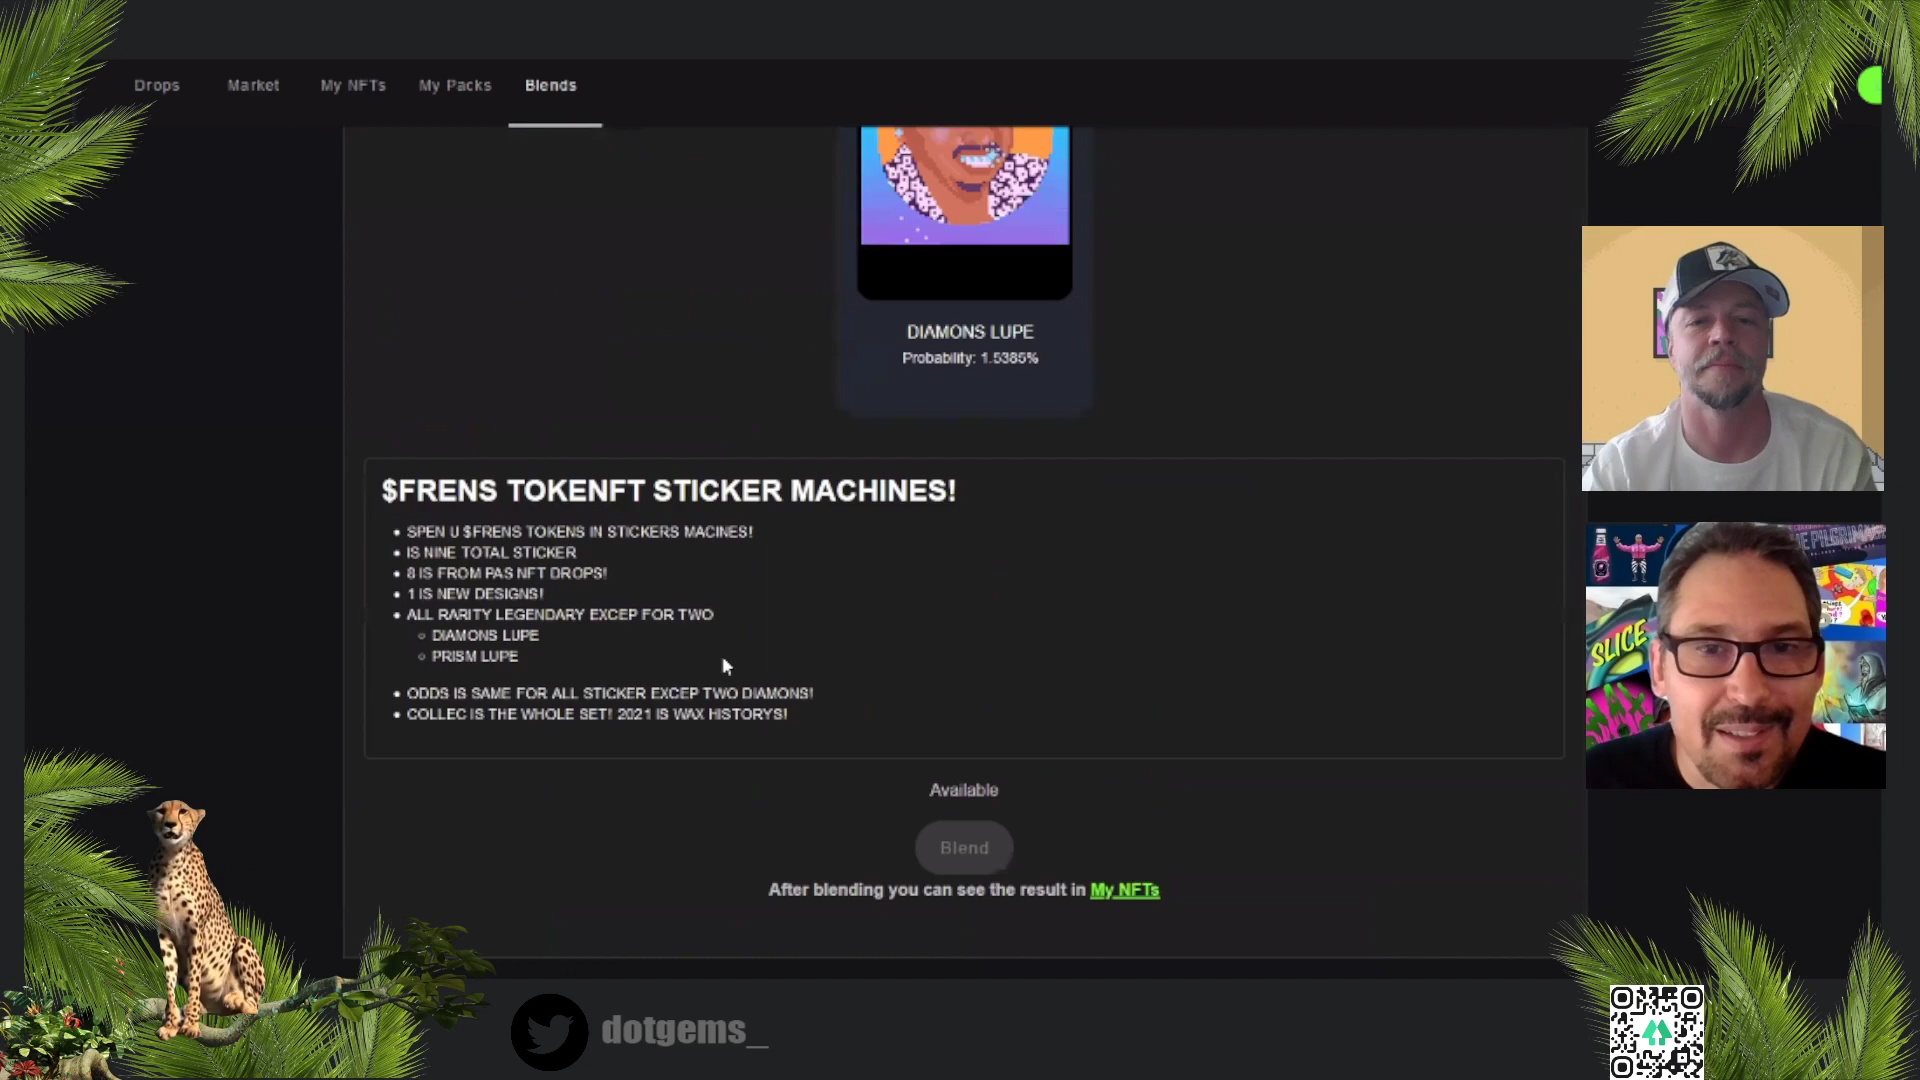 Drops Market My NFTs My Packs Blends
DIAMONS LUPE
Probability: 1.5385%
$FRENS TOKENFT STICKER MACHINES!
SPEN U $FRENS TOKENS IN STICKERS MACINES!
IS NINE TOTAL STICKER
8 IS FROM PAS NFT DROPS!
1 IS NEW DESIGNS!
ALL RARITY LEGENDARY EXCEP FOR TWO
DIAMONS LUPE
PRISM LUPE
ODDS IS SAME FOR ALL STICKER EXCEP TWO DIAMONS!
COLLEC IS THE WHOLE SET! 2021 IS WAX HISTORYS!
Available
Blend
After blending you can see the result in My NFTs
SLICE
dotgems_